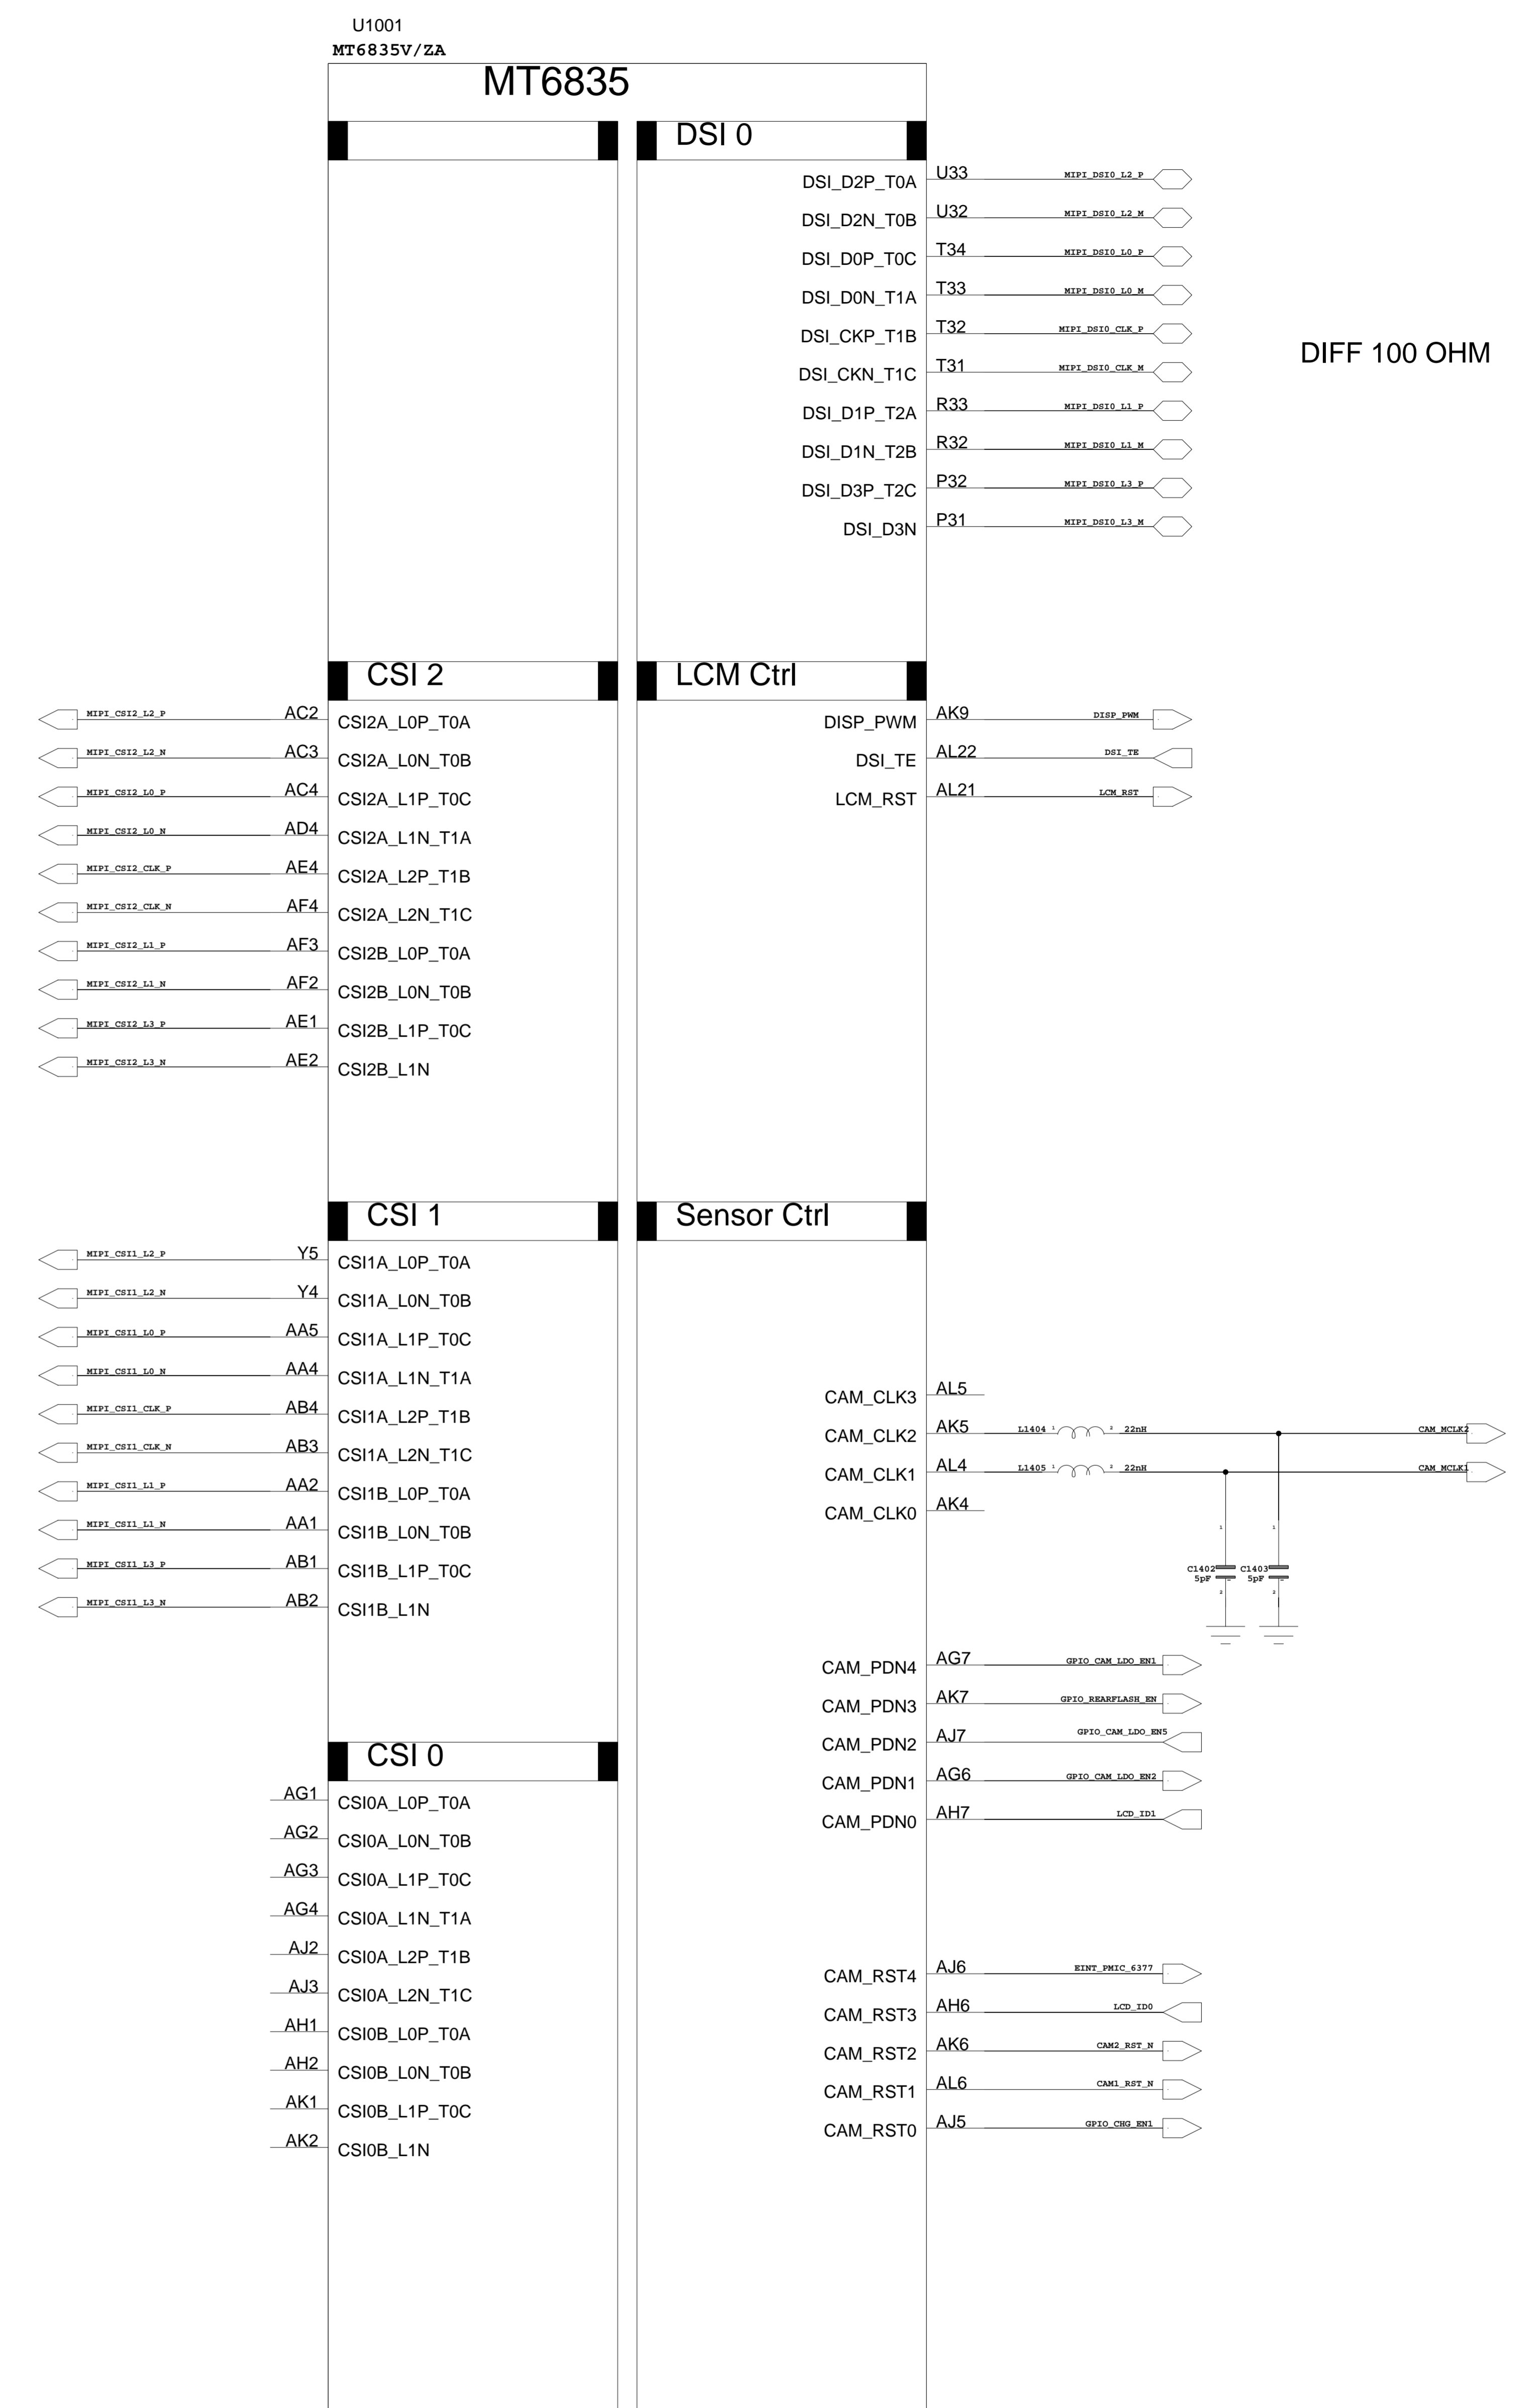 U1001
MT6835V/ZA
MT6835
DSI 0
DSI_D2P_T0A U33 MIPI_DSI0_L2_P
DSI_D2N_T0B U32 MIPI_DSI0_L2_M
DSI_D0P_T0C T34 MIPI_DSI0_L0_P
DSI_D0N_T1A T33 MIPI_DSI0_L0_M
DSI_CKP_T1B T32 MIPI_DSI0_CLK_P
DIFF 100 OHM
DSI_CKN_T1C T31 MIPI_DSI0_CLK_M
DSI_D1P_T2A R33 MIPI_DSI0_L1_P
DSI_D1N_T2B R32 MIPI_DSI0_L1_M
DSI_D3P_T2C P32 MIPI_DSI0_L3_P
DSI_D3N P31 MIPI_DSI0_L3_M
CSI 2
MIPI_CSI2_L2_P AC2 CSI2A_L0P_T0A
MIPI_CSI2_L2_N AC3 CSI2A_L0N_T0B
MIPI_CSI2_L0_P AC4 CSI2A_L1P_T0C
MIPI_CSI2_L0_N AD4 CSI2A_L1N_T1A
MIPI_CSI2_CLK_P AE4 CSI2A_L2P_T1B
MIPI_CSI2_CLK_N AF4 CSI2A_L2N_T1C
MIPI_CSI2_L1_P AF3 CSI2B_L0P_T0A
MIPI_CSI2_L1_N AF2 CSI2B_L0N_T0B
MIPI_CSI2_L3_P AE1 CSI2B_L1P_T0C
MIPI_CSI2_L3_N AE2 CSI2B_L1N
LCM Ctrl
DISP_PWM AK9 DISP_PWM
DSI_TE AL22 DSI_TE
LCM_RST AL21 LCM_RST
CSI 1
MIPI_CSI1_L2_P Y5 CSI1A_L0P_T0A
MIPI_CSI1_L2_N Y4 CSI1A_L0N_T0B
MIPI_CSI1_L0_P AA5 CSI1A_L1P_T0C
MIPI_CSI1_L0_N AA4 CSI1A_L1N_T1A
MIPI_CSI1_CLK_P AB4 CSI1A_L2P_T1B
MIPI_CSI1_CLK_N AB3 CSI1A_L2N_T1C
MIPI_CSI1_L1_P AA2 CSI1B_L0P_T0A
MIPI_CSI1_L1_N AA1 CSI1B_L0N_T0B
MIPI_CSI1_L3_P AB1 CSI1B_L1P_T0C
MIPI_CSI1_L3_N AB2 CSI1B_L1N
Sensor Ctrl
CAM_CLK3 AL5
CAM_CLK2 AK5 L1404 1 2 22nH CAM_MCLK2
CAM_CLK1 AL4 L1405 1 2 22nH CAM_MCLK1
CAM_CLK0 AK4
1 1
C1402 C1403
5pF 5pF
2 2
CAM_PDN4 AG7 GPIO_CAM_LDO_EN1
CAM_PDN3 AK7 GPIO_REARFLASH_EN
CAM_PDN2 AJ7 GPIO_CAM_LDO_EN5
CAM_PDN1 AG6 GPIO_CAM_LDO_EN2
CAM_PDN0 AH7 LCD_ID1
CSI 0
AG1 CSI0A_L0P_T0A
AG2 CSI0A_L0N_T0B
AG3 CSI0A_L1P_T0C
AG4 CSI0A_L1N_T1A
AJ2 CSI0A_L2P_T1B
AJ3 CSI0A_L2N_T1C
AH1 CSI0B_L0P_T0A
AH2 CSI0B_L0N_T0B
AK1 CSI0B_L1P_T0C
AK2 CSI0B_L1N
CAM_RST4 AJ6 EINT_PMIC_6377
CAM_RST3 AH6 LCD_ID0
CAM_RST2 AK6 CAM2_RST_N
CAM_RST1 AL6 CAM1_RST_N
CAM_RST0 AJ5 GPIO_CHG_EN1